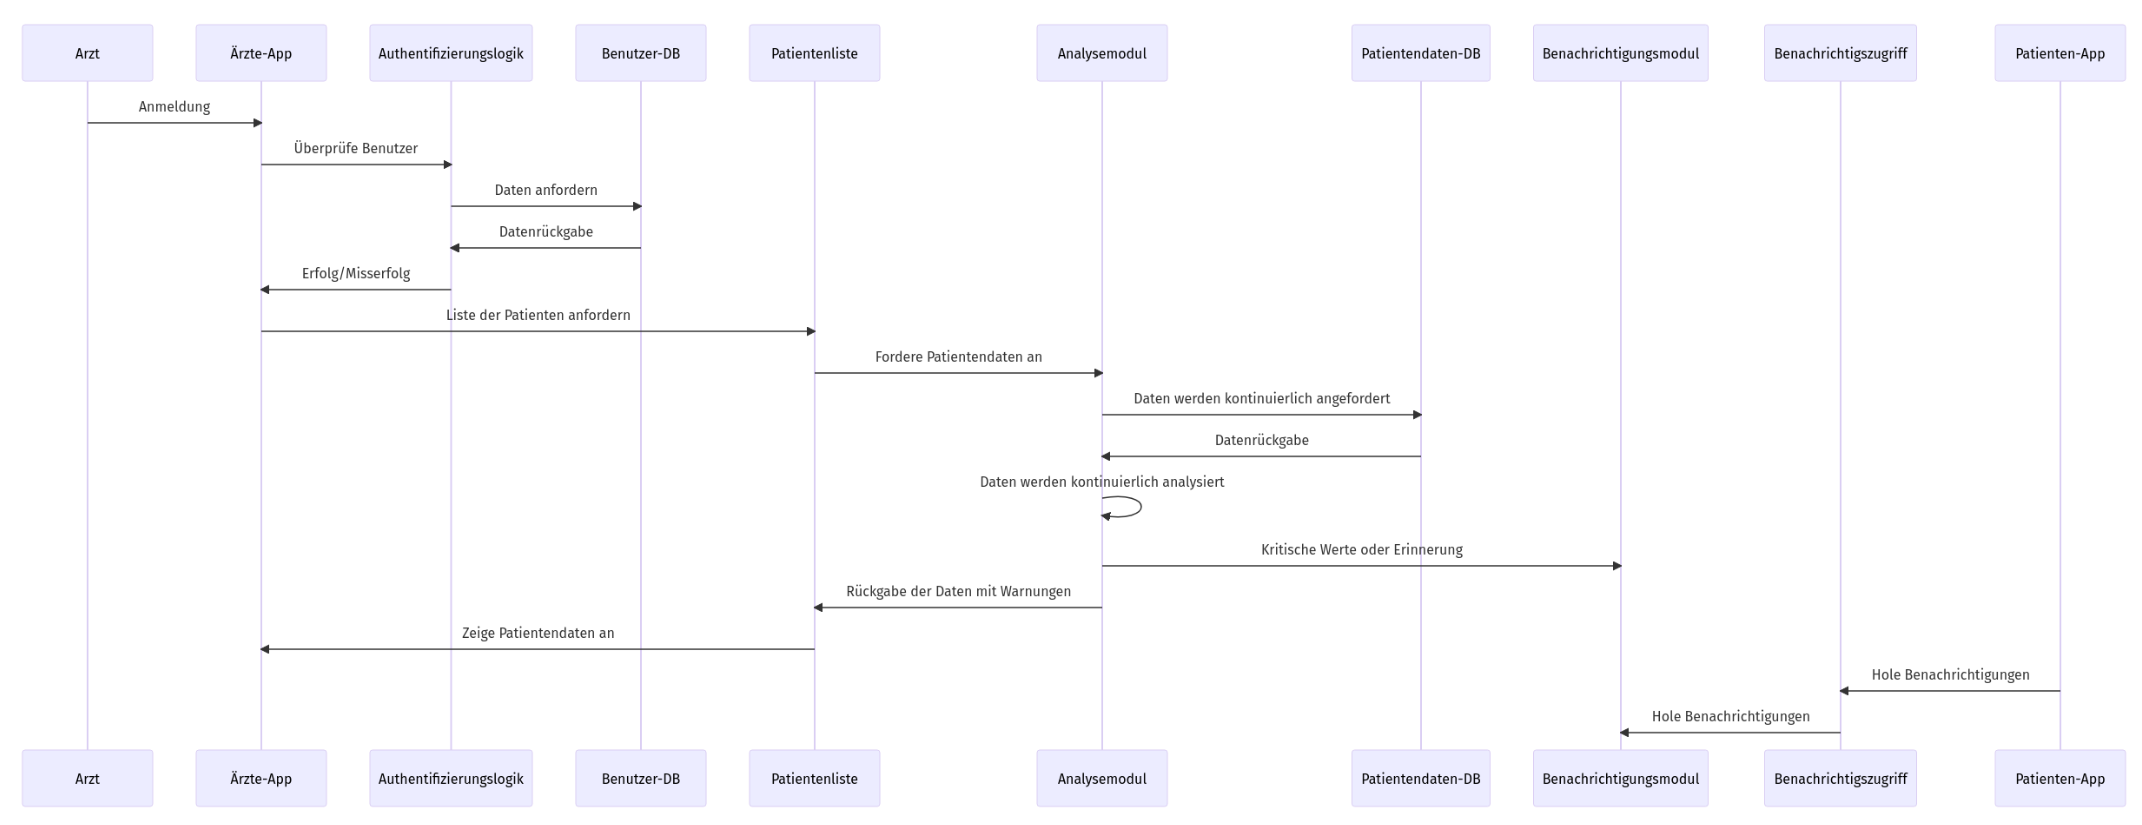 Arzt
Ärzte-App
Authentifizierungslogik
Benutzer-DB
Patientenliste
Analysemodul
Patientendaten-DB
Benachrichtigungsmodul
Benachrichtigszugriff
Patienten-App
Anmeldung
Überprüfe Benutzer
Daten anfordern
Datenrückgabe
Erfolg/Misserfolg
Liste der Patienten anfordern
Fordere Patientendaten an
Daten werden kontinuierlich angefordert
Datenrückgabe
Daten werden kontinuierlich analysiert
Kritische Werte oder Erinnerung
Rückgabe der Daten mit Warnungen
Zeige Patientendaten an
Hole Benachrichtigungen
Hole Benachrichtigungen
Arzt
Ärzte-App
Authentifizierungslogik
Benutzer-DB
Patientenliste
Analysemodul
Patientendaten-DB
Benachrichtigungsmodul
Benachrichtigszugriff
Patienten-App